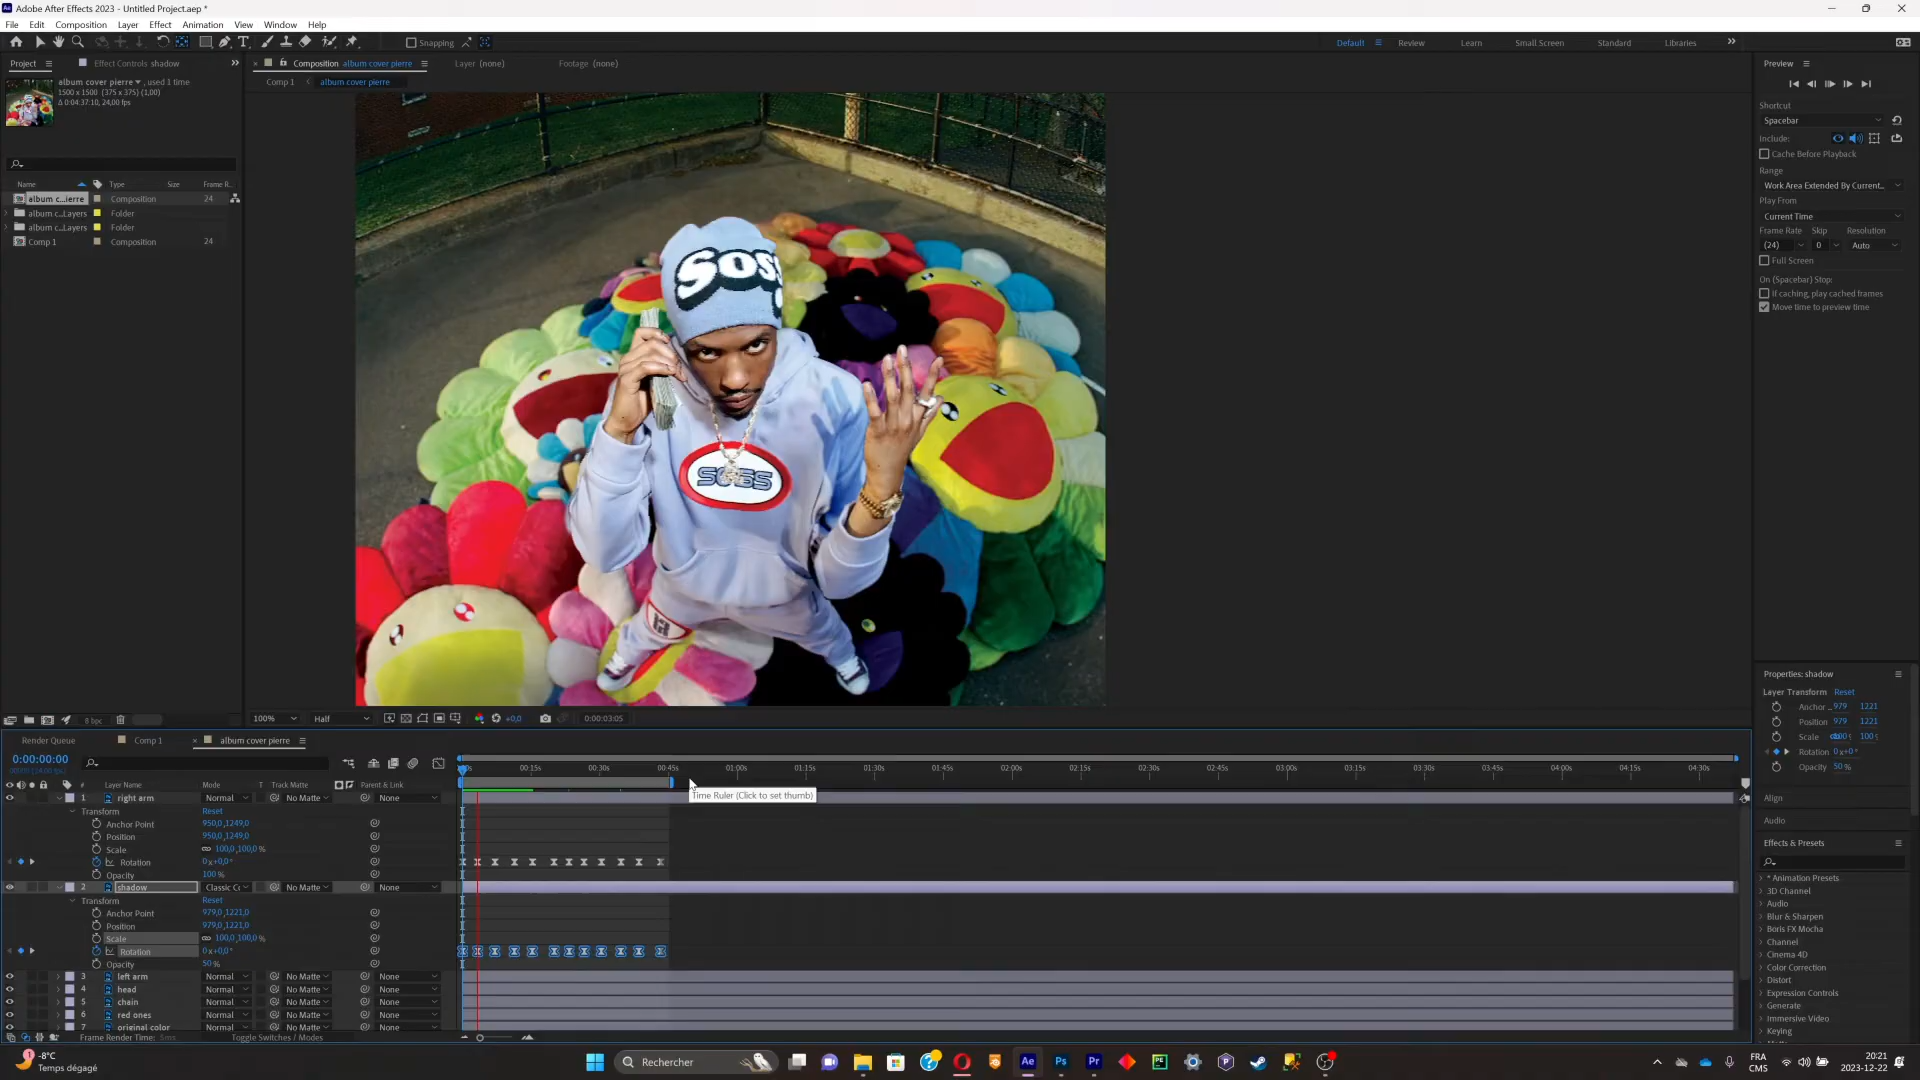 Adobe After Effects 2023 - Untitled Project.aep *
File Edit Composition Layer Effect Animation View Window Help
Snapping
Default Review Learn Small Screen Standard Libraries
Project Effect Controls shadow
Composition album cover pierre Layer (none) Footage (none)
Comp 1 album cover pierre
album cover pierre, used 1 time
1500 x 1500 (375 x 375) (1,00)
Δ 0:04:37:10, 24,00 fps
Name Type Size Frame R...
album c...ierre Composition 24
album c...Layers Folder
album c...Layers Folder
Comp 1 Composition 24
SOSS
8 bpc
100% Half +0,0 0:00:03:05
Preview
Shortcut
Spacebar
Include:
Cache Before Playback
Range
Work Area Extended By Current...
Play From
Current Time
Frame Rate Skip Resolution
(24) 0 Auto
Full Screen
On (Spacebar) Stop:
If caching, play cached frames
Move time to preview time
Properties: shadow
Layer Transform Reset
Anchor ... 979 1221
Position 979 1221
Scale
Rotation 0x+0°
Opacity 50 %
Align
Audio
Effects & Presets
* Animation Presets
3D Channel
Audio
Blur & Sharpen
Boris FX Mocha
Channel
Cinema 4D
Color Correction
Distort
Expression Controls
Generate
Immersive Video
Keying
Render Queue Comp 1 album cover pierre
0:00:00:00
# Layer Name Mode T Track Matte Parent & Link
00:15s 00:30s 00:45s 01:00s 01:15s 01:30s 01:45s 02:00s 02:15s 02:30s 02:45s 03:00s 03:15s 03:30s 03:45s 04:00s 04:15s 04:30s
Time Ruler (Click to set thumb)
1 right arm Normal No Matte None
Transform Reset
Anchor Point 950,0,1249,0
Position 950,0,1249,0
Scale 100,0,100,0 %
Rotation 0x+0,0°
Opacity 100 %
2 shadow Classic Cc No Matte None
Transform Reset
Anchor Point 979,0,1221,0
Position 979,0,1221,0
Scale 100,0,100,0 %
Rotation 0x+0,0°
Opacity 50 %
3 left arm Normal No Matte None
4 head Normal No Matte None
5 chain Normal No Matte None
6 red ones Normal No Matte None
7 original color Normal No Matte None
Frame Render Time: 5ms Toggle Switches / Modes
-8°C
Temps dégagé
Rechercher
Ae Ps Pr
FRA
CMS
20:21
2023-12-22